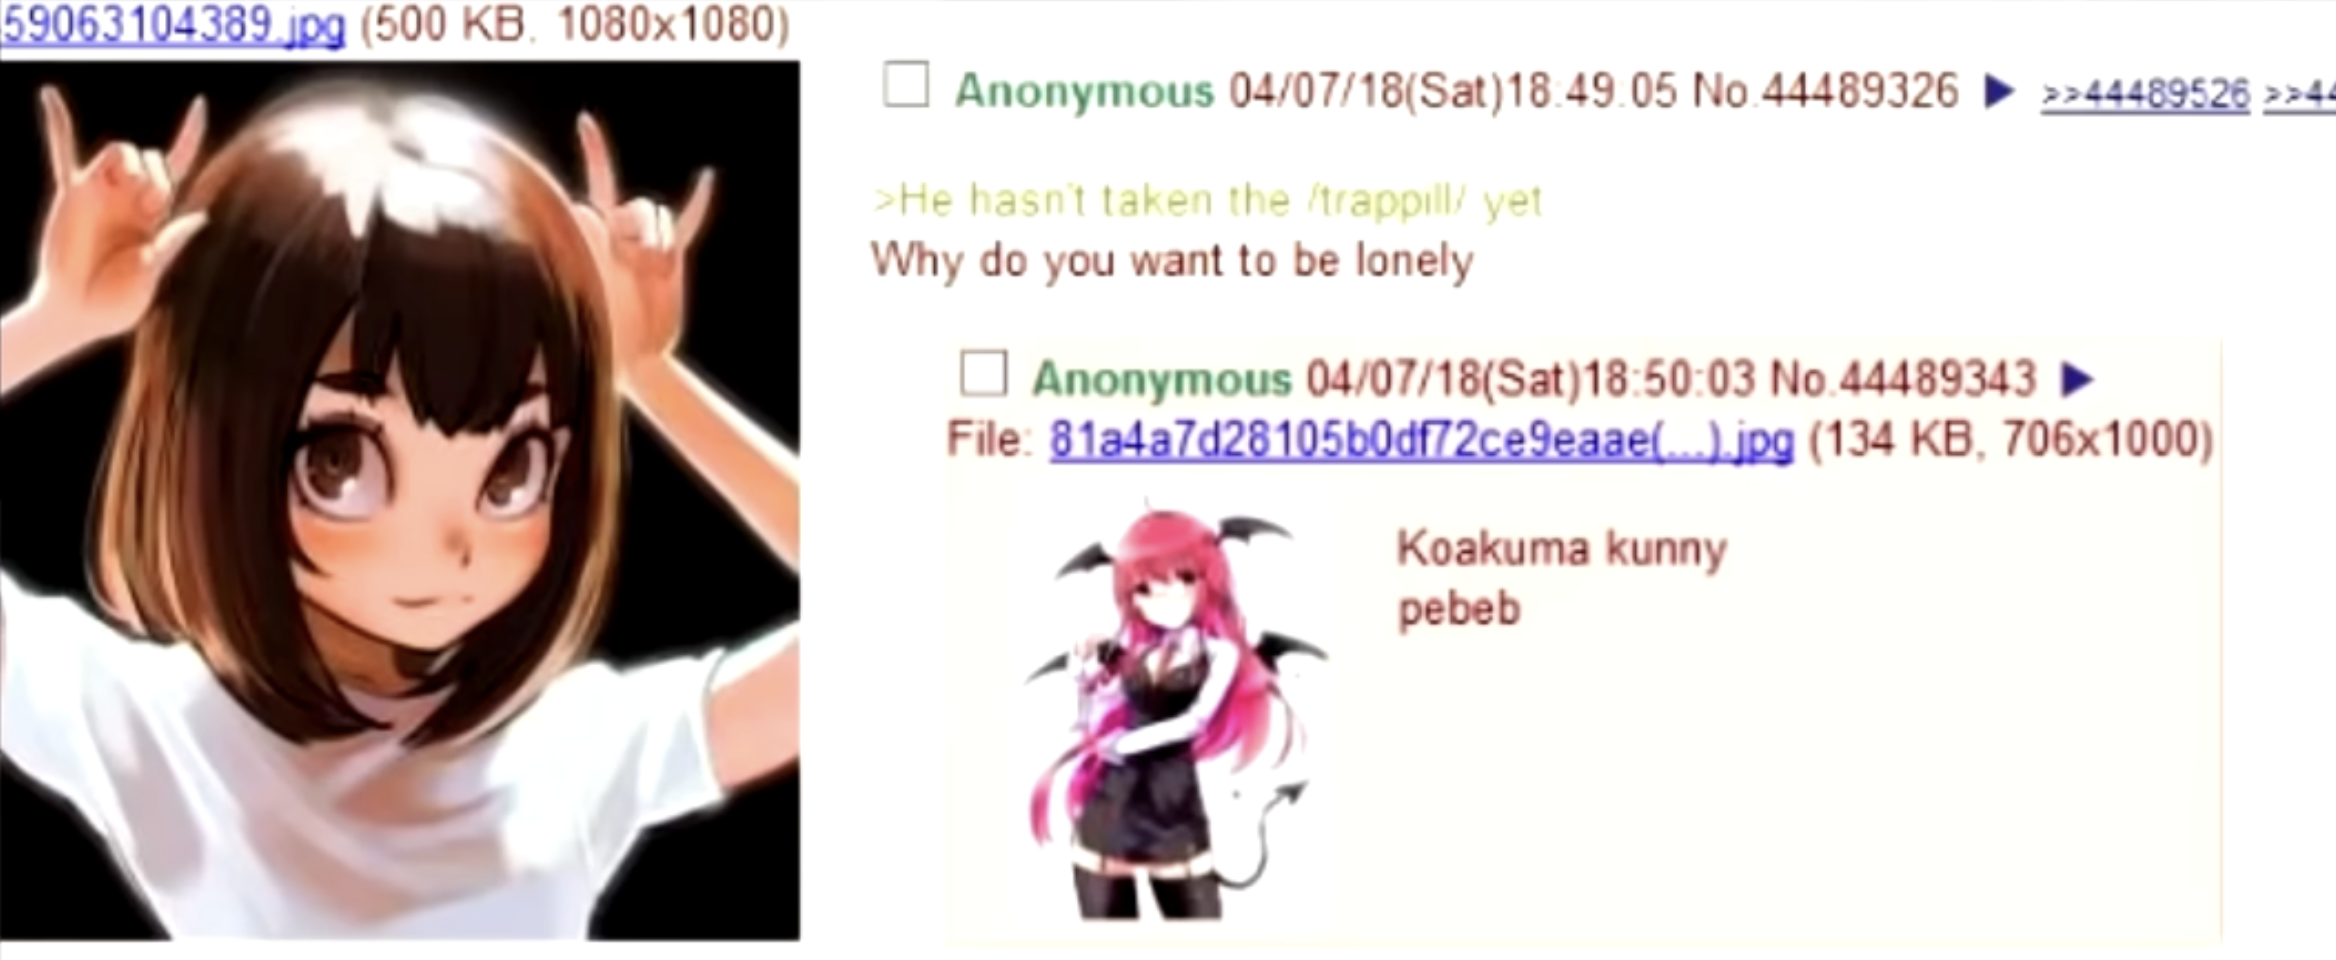 59063104389.jpg (500 KB, 1080x1080)
Anonymous 04/07/18(Sat)18:49:05 No.44489326 ▶ >>44489526 >>44
>He hasn't taken the /trappill/ yet
Why do you want to be lonely
Anonymous 04/07/18(Sat)18:50:03 No.44489343 ▶
File: 81a4a7d28105b0df72ce9eaae(...).jpg (134 KB, 706x1000)
Koakuma kunny
pebeb